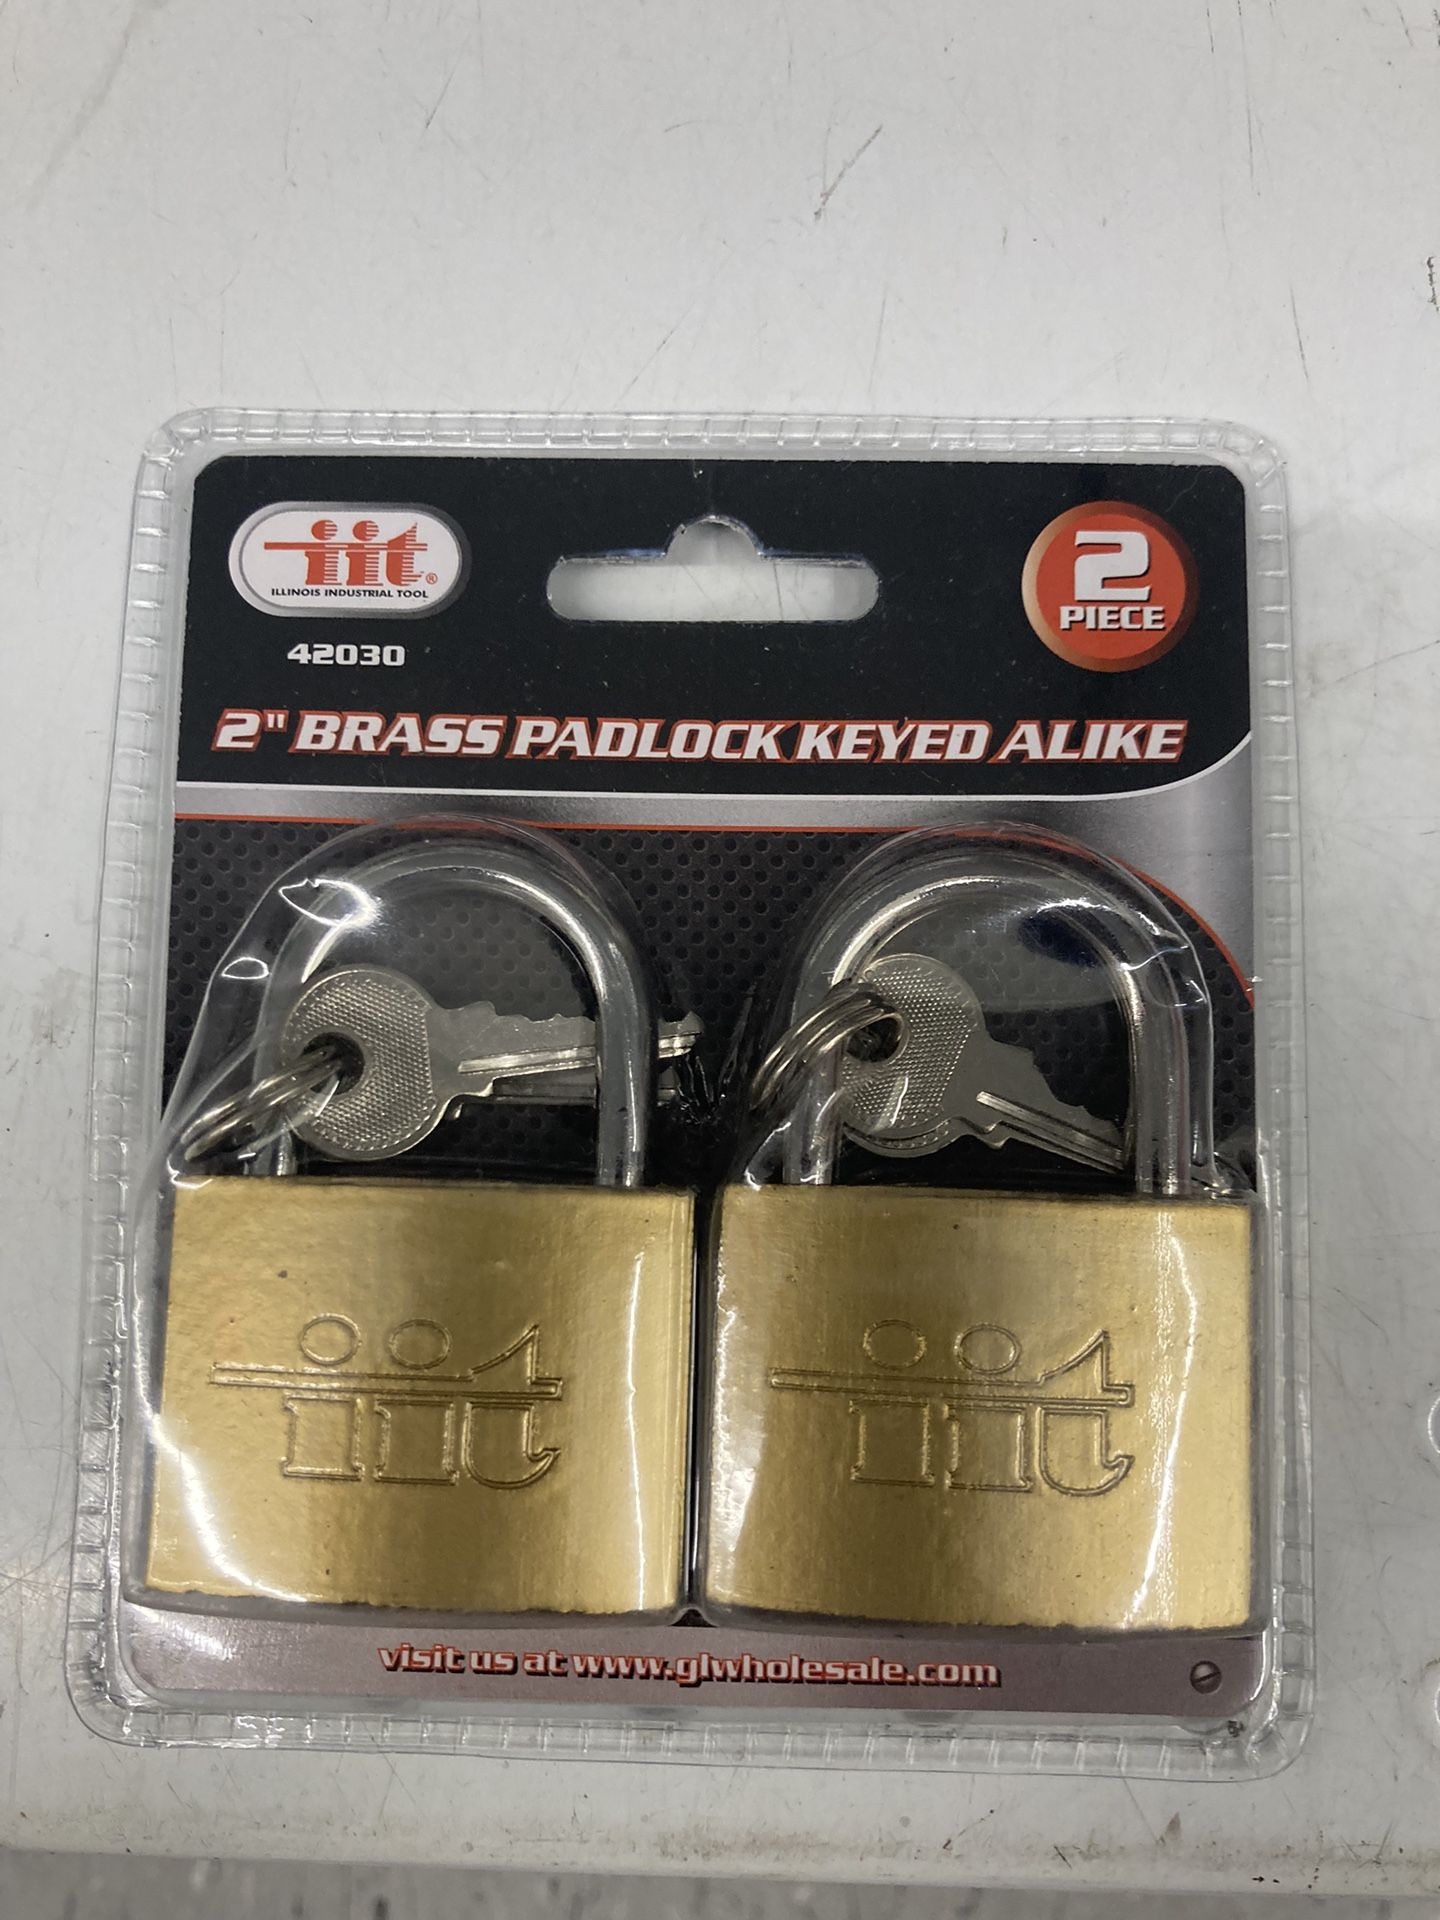 iit®
ILLINOIS INDUSTRIAL TOOL
42030
2
PIECE
2" BRASS PADLOCK KEYED ALIKE
iit
iit
visit us at www.glwholesale.com